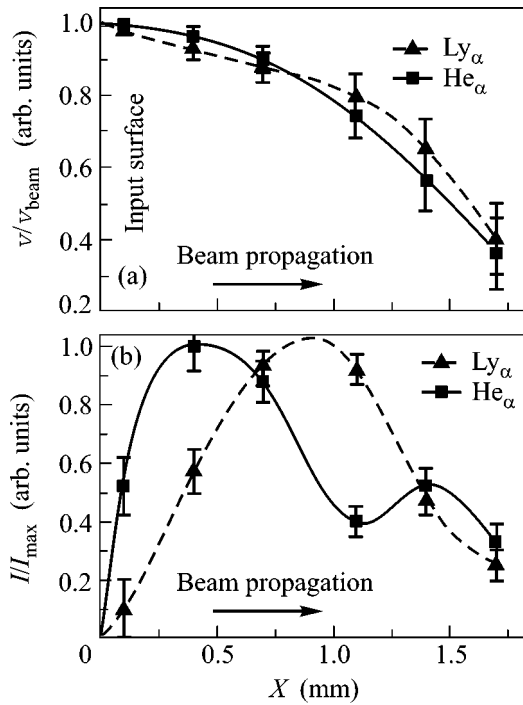 1.0
0.8
0.6
0.4
0.2
v/v_beam (arb. units)
Input surface
Ly_α
He_α
Beam propagation
(a)
(b)
1.0
0.8
0.6
0.4
0.2
0
I/I_max (arb. units)
Ly_α
He_α
Beam propagation
0.5
1.0
1.5
X (mm)